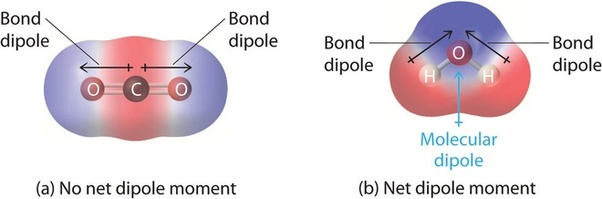 Bond
dipole
Bond
dipole
O
C
O
(a) No net dipole moment
Bond
dipole
Bond
dipole
O
H
H
Molecular
dipole
(b) Net dipole moment